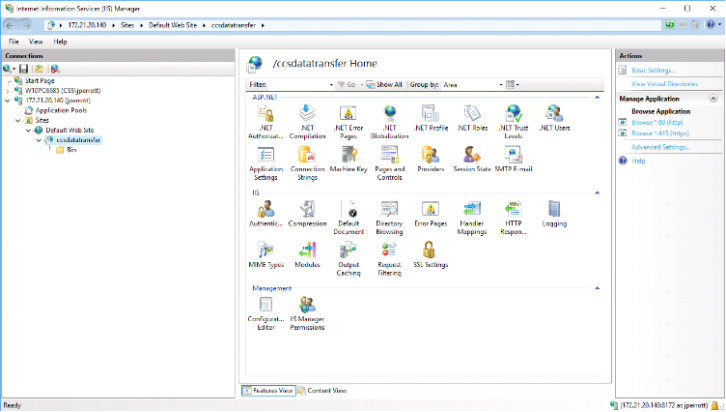 Internet Information Services (IIS) Manager
172.21.20.140 Sites Default Web Site ccsdatatransfer
File View Help
Connections
Start Page
W10PC6685 (CSS\jperrott)
172.21.20.140 (jperrott)
Application Pools
Sites
Default Web Site
ccsdatatransfer
Bin
/ccsdatatransfer Home
Filter: Go Show All Group by: Area
ASP.NET
.NET Authorizat... .NET Compilation .NET Error Pages .NET Globalization .NET Profile .NET Roles .NET Trust Levels .NET Users
Application Settings Connection Strings Machine Key Pages and Controls Providers Session State SMTP E-mail
IIS
Authentic... Compression Default Document Directory Browsing Error Pages Handler Mappings HTTP Respon... Logging
MIME Types Modules Output Caching Request Filtering SSL Settings
Management
Configurat... Editor IIS Manager Permissions
Features View Content View
Actions
Basic Settings...
View Virtual Directories
Manage Application
Browse Application
Browse *:80 (http)
Browse *:443 (https)
Advanced Settings...
Help
Ready
(172.21.20.140:8172 as jperrott)